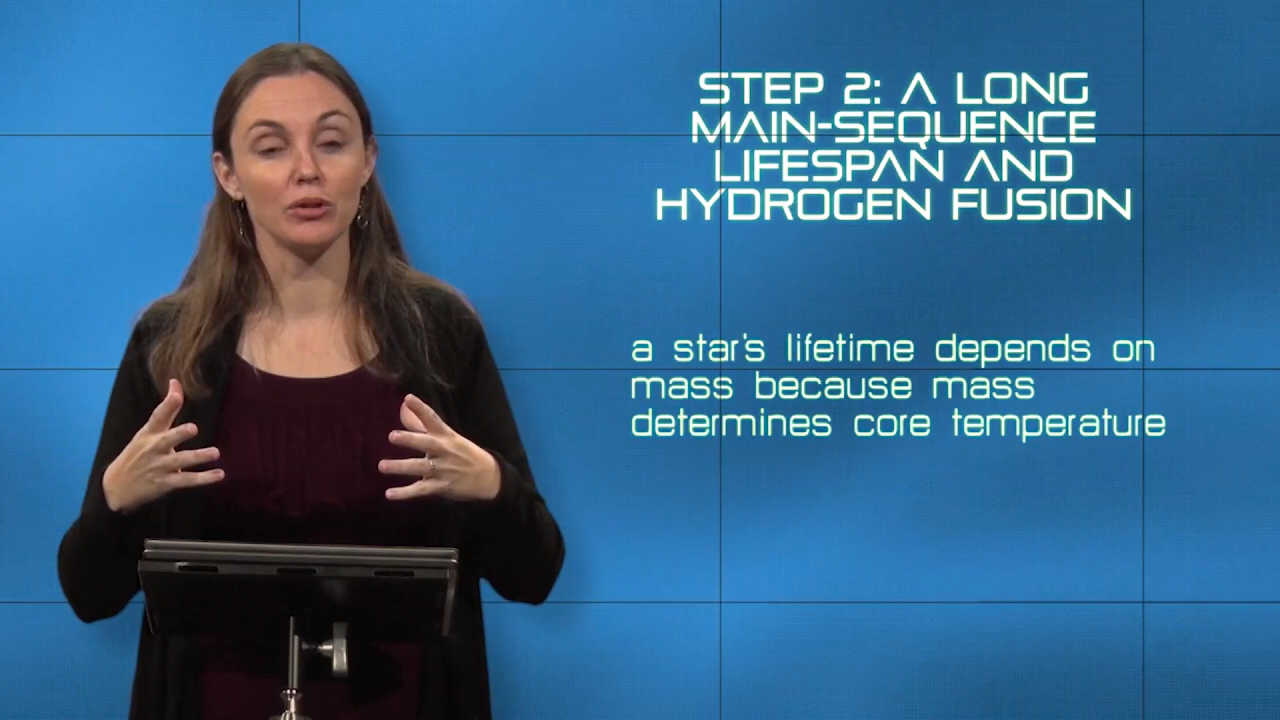 STEP 2: A LONG
MAIN-SEQUENCE
LIFESPAN AND
HYDROGEN FUSION
a star's lifetime depends on
mass because mass
determines core temperature